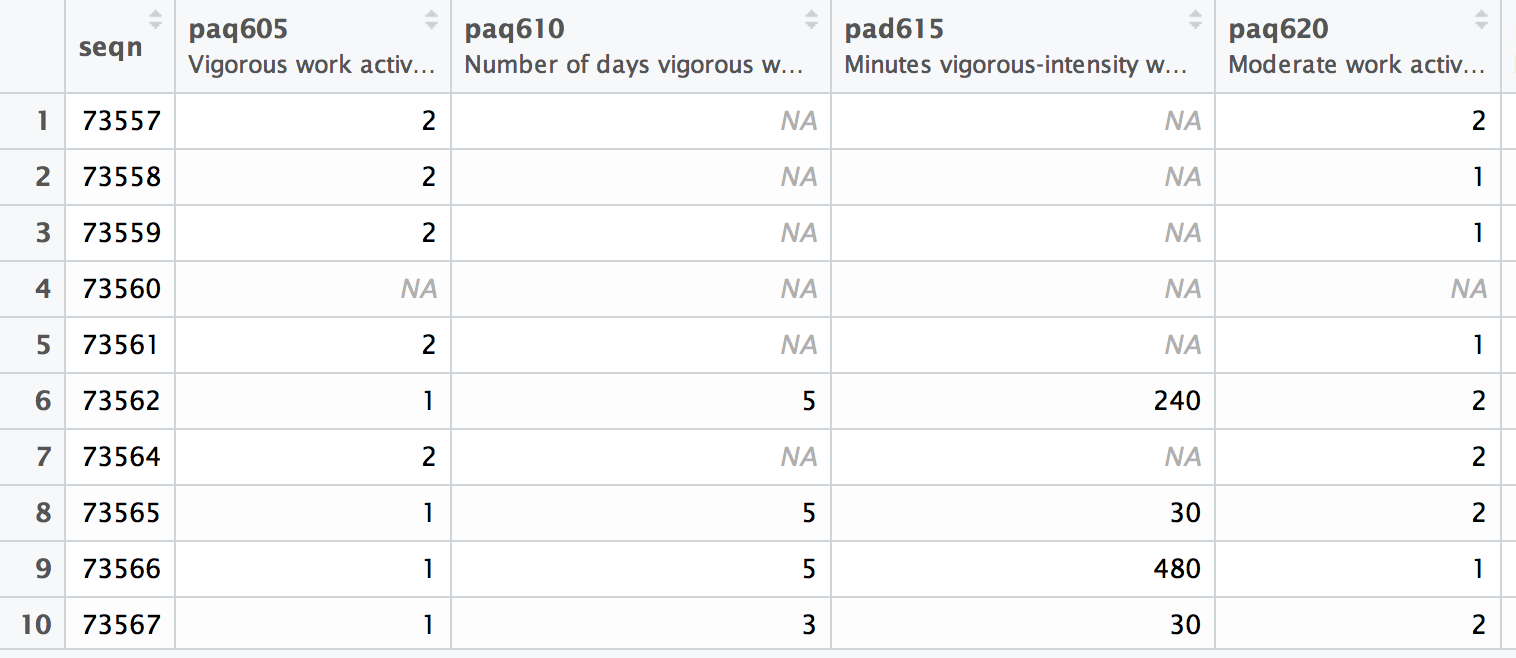 seqn paq605 paq610 pad615 paq620
Vigorous work activ... Number of days vigorous w... Minutes vigorous-intensity w... Moderate work activ...
1 73557 2 NA NA 2
2 73558 2 NA NA 1
3 73559 2 NA NA 1
4 73560 NA NA NA NA
5 73561 2 NA NA 1
6 73562 1 5 240 2
7 73564 2 NA NA 2
8 73565 1 5 30 2
9 73566 1 5 480 1
10 73567 1 3 30 2